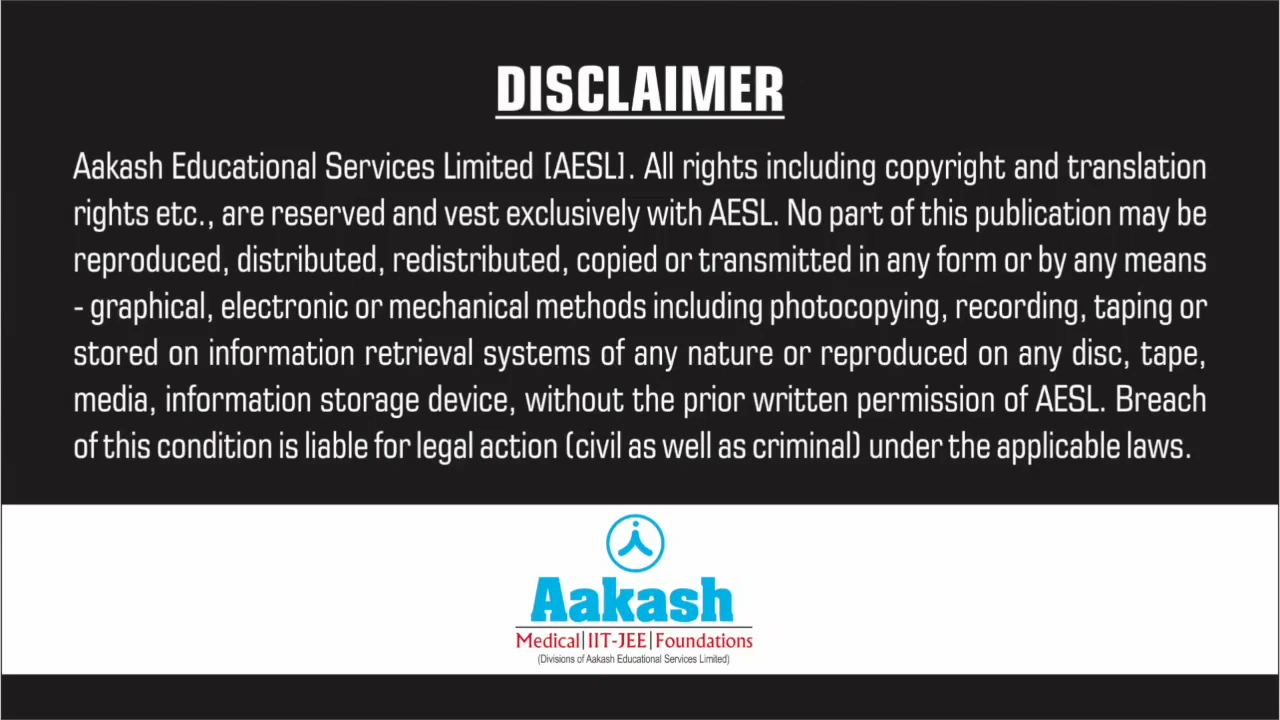 DISCLAIMER
Aakash Educational Services Limited [AESL]. All rights including copyright and translation
rights etc., are reserved and vest exclusively with AESL. No part of this publication may be
reproduced, distributed, redistributed, copied or transmitted in any form or by any means
- graphical, electronic or mechanical methods including photocopying, recording, taping or
stored on information retrieval systems of any nature or reproduced on any disc, tape,
media, information storage device, without the prior written permission of AESL. Breach
of this condition is liable for legal action (civil as well as criminal) under the applicable laws.
Aakash
Medical|IIT-JEE|Foundations
(Divisions of Aakash Educational Services Limited)